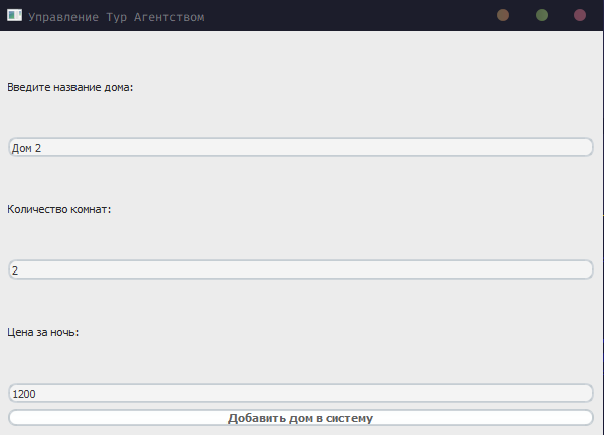 Управление Тур Агентством
Введите название дома:
Дом 2
Количество комнат:
2
Цена за ночь:
1200
Добавить дом в систему